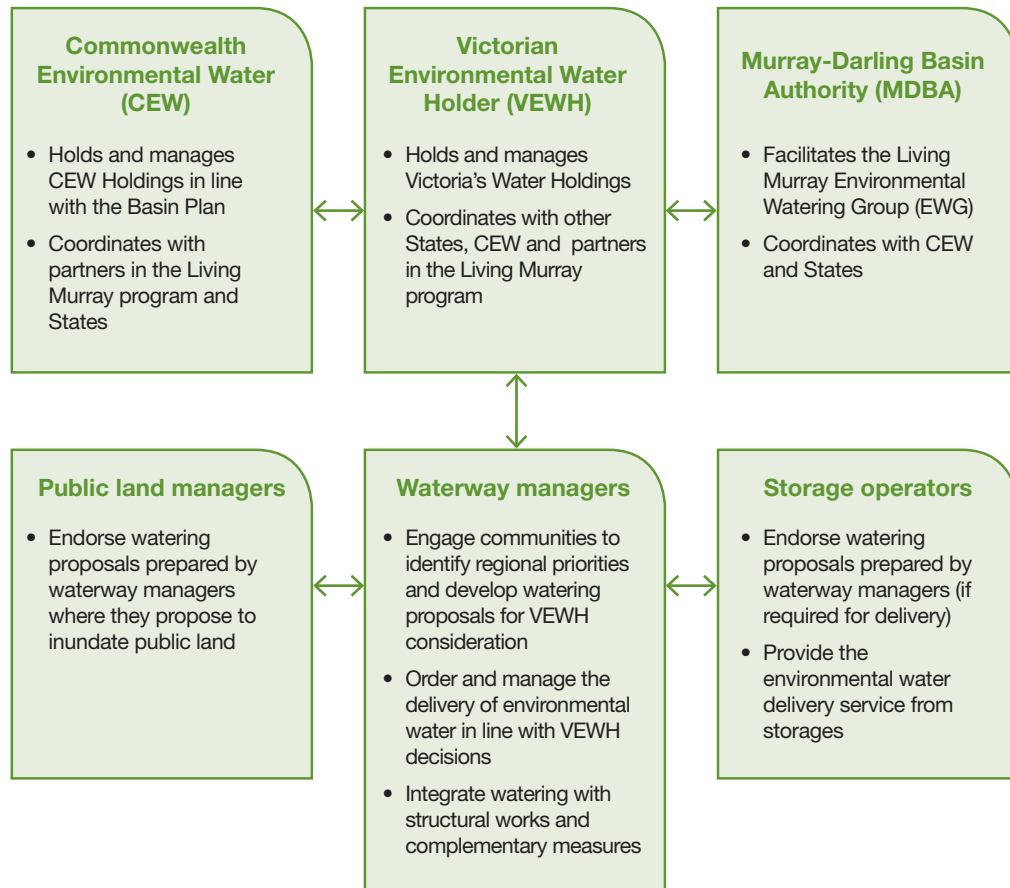 Commonwealth
Environmental Water
(CEW)
• Holds and manages
CEW Holdings in line
with the Basin Plan
• Coordinates with
partners in the Living
Murray program and
States
Victorian
Environmental Water
Holder (VEWH)
• Holds and manages
Victoria’s Water Holdings
• Coordinates with other
States, CEW and partners
in the Living Murray
program
Murray-Darling Basin
Authority (MDBA)
• Facilitates the Living
Murray Environmental
Watering Group (EWG)
• Coordinates with CEW
and States
Public land managers
• Endorse watering
proposals prepared by
waterway managers
where they propose to
inundate public land
Waterway managers
• Engage communities to
identify regional priorities
and develop watering
proposals for VEWH
consideration
• Order and manage the
delivery of environmental
water in line with VEWH
decisions
• Integrate watering with
structural works and
complementary measures
Storage operators
• Endorse watering
proposals prepared by
waterway managers (if
required for delivery)
• Provide the
environmental water
delivery service from
storages